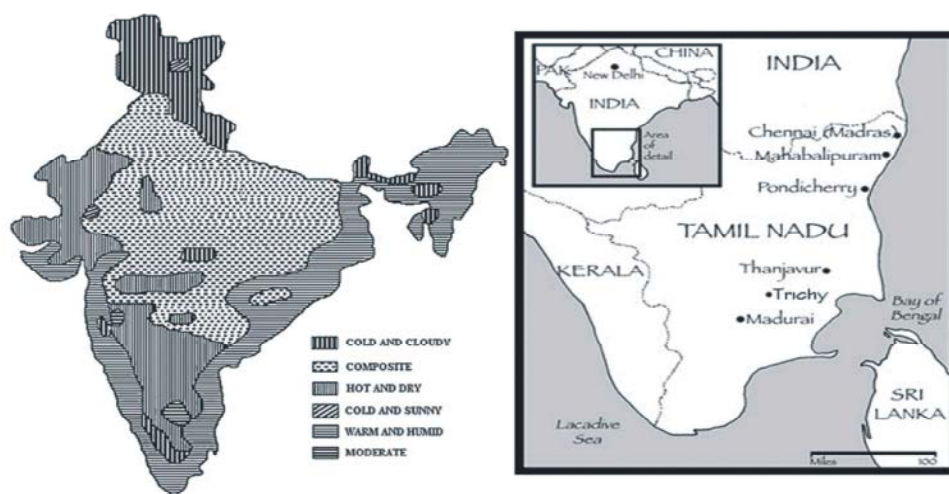 COLD AND CLOUDY
COMPOSITE
HOT AND DRY
COLD AND SUNNY
WARM AND HUMID
MODERATE
CHINA
PAK
New Delhi
INDIA
Area
of
detail
INDIA
Chennai (Madras)
Mahabalipuram
Pondicherry
TAMIL NADU
KERALA
Thanjavur
Trichy
Madurai
Bay of
Bengal
SRI
LANKA
Lacadive
Sea
Miles
100